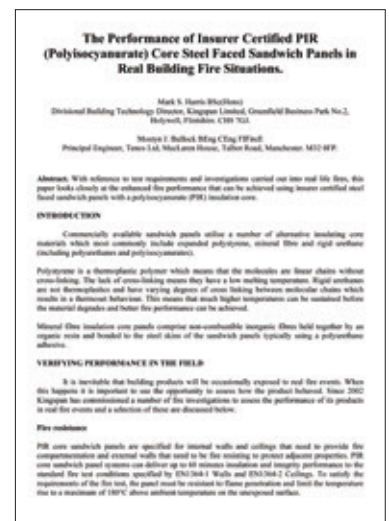 The Performance of Insurer Certified PIR
(Polyisocyanurate) Core Steel Faced Sandwich Panels in
Real Building Fire Situations.
Mark S. Harris BSc(Hons)
Divisional Building Technology Director, Kingspan Limited, Greenfield Business Park No.2,
Holywell, Flintshire. CH8 7GJ.
Mostyn J. Bullock BEng CEng
Principal Engineer, Tenos Ltd, MacLaren House, Talbot Road, Manchester. M32 0FP.
Abstract: With reference to test requirements and investigations carried out into real life fires, this
paper looks closely at the enhanced fire performance that can be achieved using insurer certified steel
faced sandwich panels with a polyisocyanurate (PIR) insulation core.
INTRODUCTION
Commercially available sandwich panels utilise a number of alternative insulating core
materials which most commonly include expanded polystyrene, mineral fibre and rigid urethane
(including polyurethanes and polyisocyanurates).
Polystyrene is a thermoplastic polymer which means that the molecules are linear chains without
cross-linking. The lack of cross-linking means they have a low melting temperature. Rigid urethanes
are not thermoplastics and have varying degrees of cross linking between molecular chains which
results in a thermoset behaviour. This means that much higher temperatures can be sustained before
the material degrades and better fire performance can be achieved.
Mineral fibre insulation core panels comprise non-combustible inorganic fibres held together by an
organic resin and bonded to the steel skins of the sandwich panels typically using a polyurethane
adhesive.
VERIFYING PERFORMANCE IN THE FIELD
It is inevitable that building products will be occasionally exposed to real fire events. When
this happens it is important to use the opportunity to assess how the product behaved. Since 2002
Kingspan has commissioned a number of fire investigations to assess the performance of its products
in real fire events and a selection of these are discussed below.
Fire resistance
PIR core sandwich panels are specified for internal walls and ceilings that need to provide fire
compartmentation and external walls that need to be fire resisting to protect adjacent properties. PIR
core sandwich panel systems can deliver up to 60 minutes insulation and integrity performance to the
standard fire test conditions specified by EN1364-1 Walls and EN1364-2 Ceilings. To satisfy the
requirements of the fire test, the panel must be resistant to flame penetration and limit the temperature
rise to a maximum of 180°C above ambient temperature on the unexposed surface.